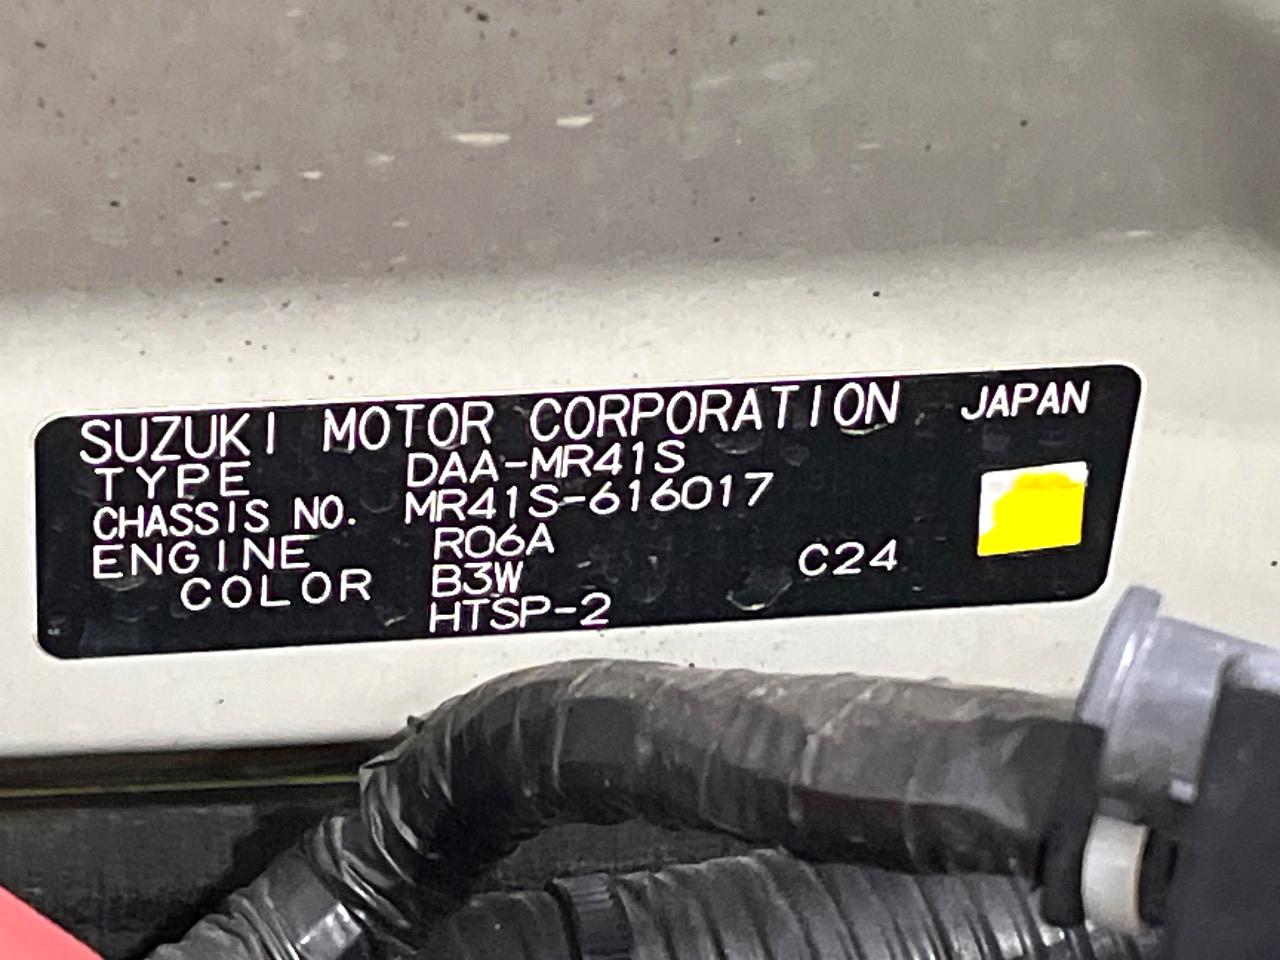 SUZUKI MOTOR CORPORATION JAPAN
TYPE DAA-MR41S
CHASSIS NO. MR41S-616017
ENGINE R06A
COLOR B3W C24
HTSP-2